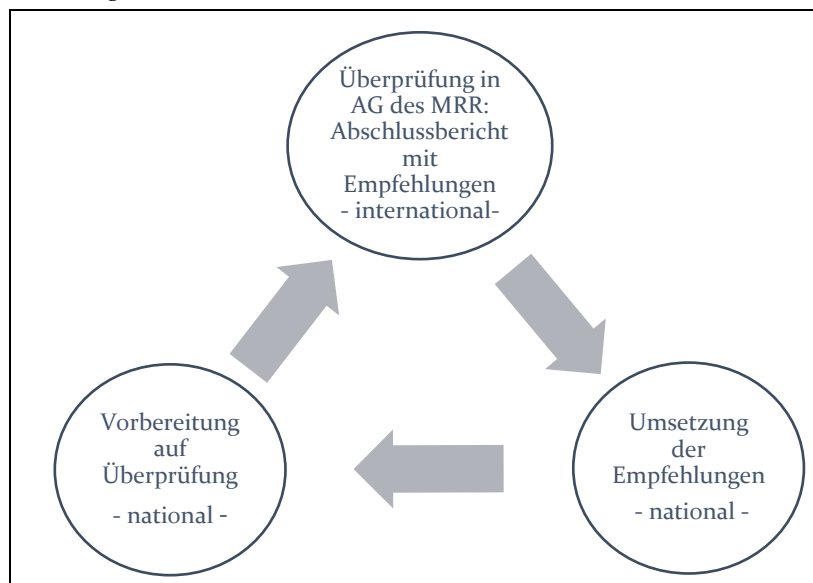 Überprüfung in
AG des MRR:
Abschlussbericht
mit
Empfehlungen
- international-
Vorbereitung
auf
Überprüfung
- national -
Umsetzung
der
Empfehlungen
- national -